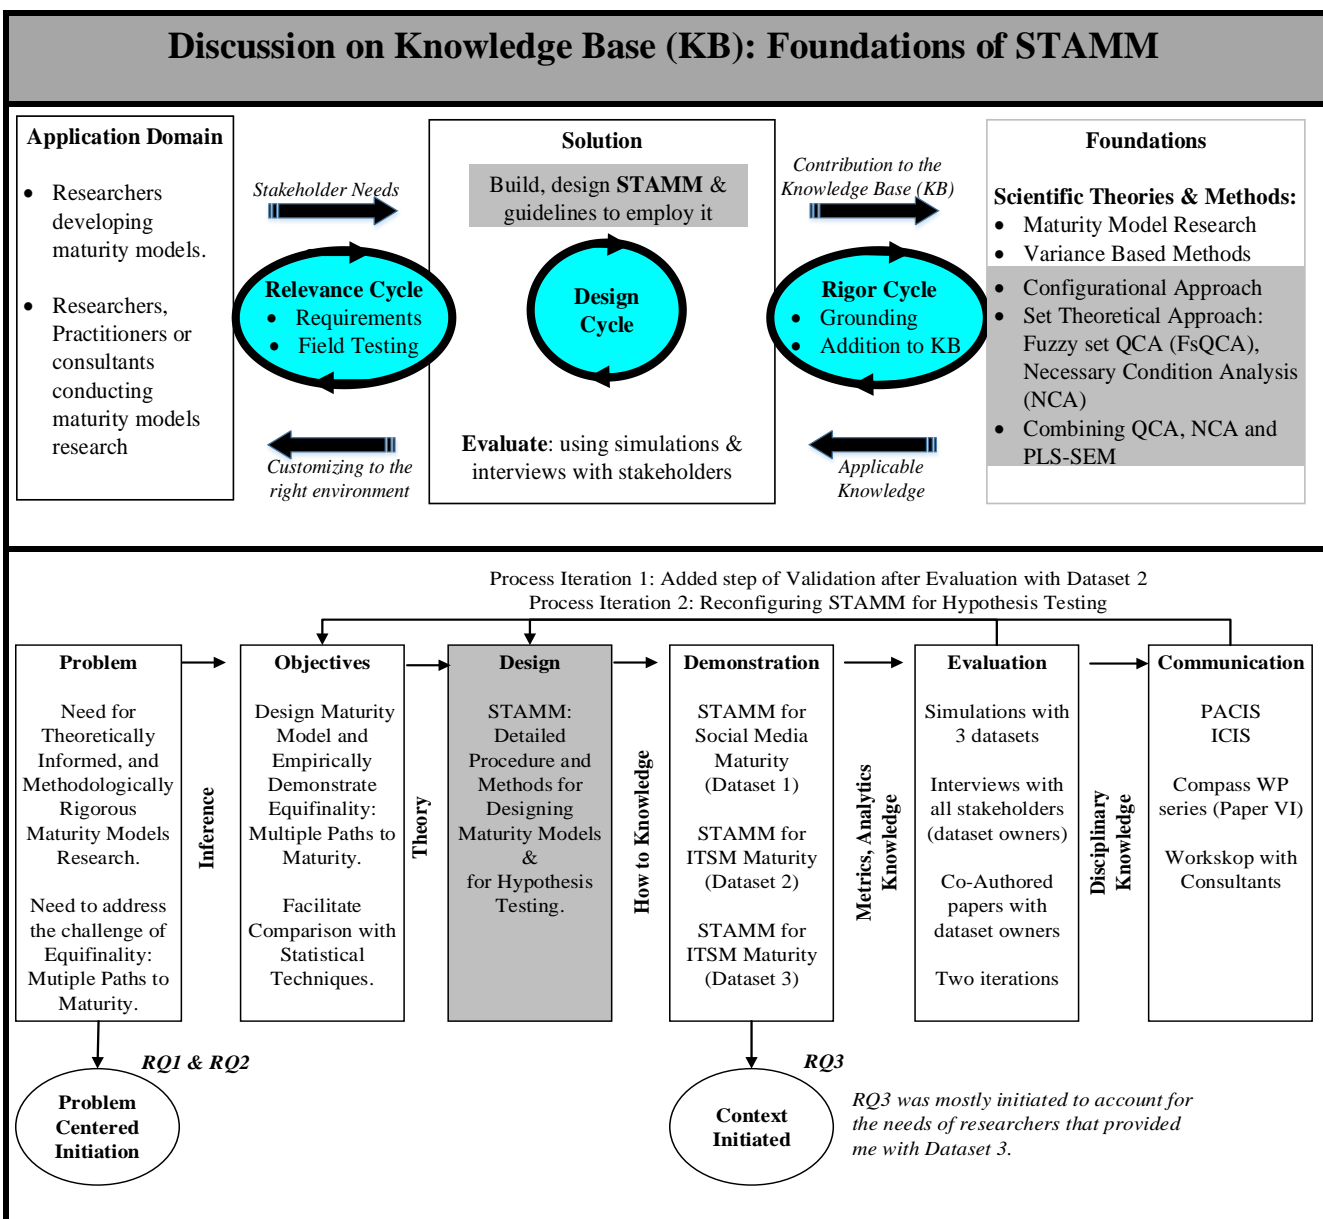 Discussion on Knowledge Base (KB): Foundations of STAMM
Application Domain
• Researchers
developing
maturity models.
• Researchers,
Practitioners or
consultants
conducting
maturity models
research
Stakeholder Needs
Relevance Cycle
• Requirements
• Field Testing
Customizing to the
right environment
Solution
Build, design STAMM &
guidelines to employ it
Design
Cycle
Evaluate: using simulations &
interviews with stakeholders
Contribution to the
Knowledge Base (KB)
Rigor Cycle
• Grounding
• Addition to KB
Applicable
Knowledge
Foundations
Scientific Theories & Methods:
• Maturity Model Research
• Variance Based Methods
• Configurational Approach
• Set Theoretical Approach:
Fuzzy set QCA (FsQCA),
Necessary Condition Analysis
(NCA)
• Combining QCA, NCA and
PLS-SEM
Process Iteration 1: Added step of Validation after Evaluation with Dataset 2
Process Iteration 2: Reconfiguring STAMM for Hypothesis Testing
Problem
Need for
Theoretically
Informed, and
Methodologically
Rigorous
Maturity Models
Research.
Need to address
the challenge of
Equifinality:
Mutiple Paths to
Maturity.
Inference
Objectives
Design Maturity
Model and
Empirically
Demonstrate
Equifinality:
Multiple Paths to
Maturity.
Facilitate
Comparison with
Statistical
Techniques.
Theory
Design
STAMM:
Detailed
Procedure and
Methods for
Designing
Maturity Models
&
for Hypothesis
Testing.
How to Knowledge
Demonstration
STAMM for
Social Media
Maturity
(Dataset 1)
STAMM for
ITSM Maturity
(Dataset 2)
STAMM for
ITSM Maturity
(Dataset 3)
Metrics, Analytics
Knowledge
Evaluation
Simulations with
3 datasets
Interviews with
all stakeholders
(dataset owners)
Co-Authored
papers with
dataset owners
Two iterations
Disciplinary
Knowledge
Communication
PACIS
ICIS
Compass WP
series (Paper VI)
Workskop with
Consultants
RQ1 & RQ2
Problem
Centered
Initiation
RQ3
Context
Initiated
RQ3 was mostly initiated to account for
the needs of researchers that provided
me with Dataset 3.